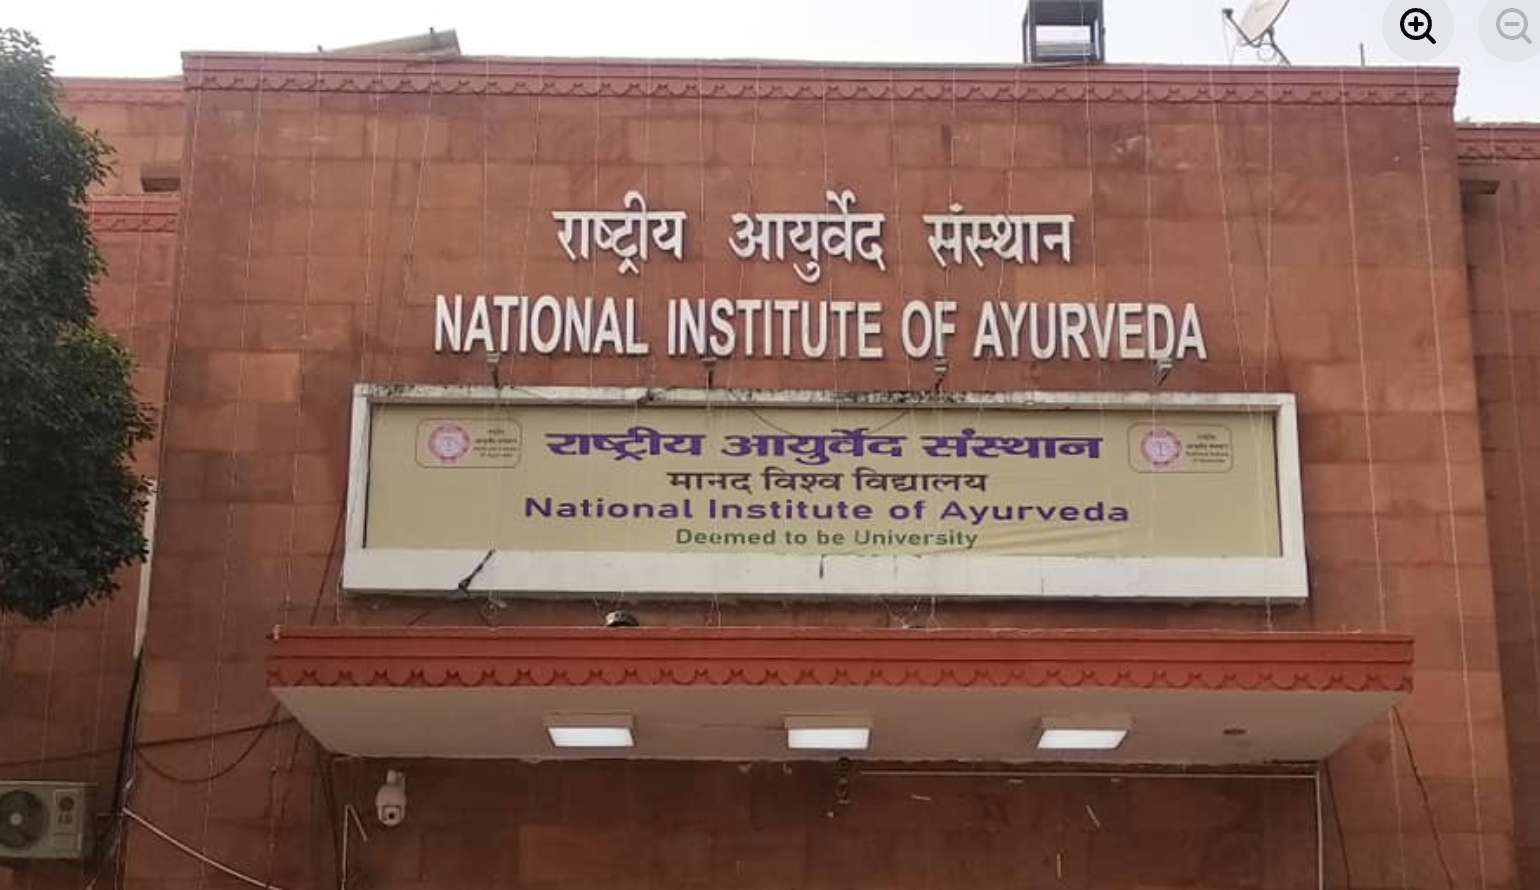 राष्ट्रीय आयुर्वेद संस्थान
NATIONAL INSTITUTE OF AYURVEDA
राष्ट्रीय आयुर्वेद संस्थान
मानद विश्व विद्यालय
National Institute of Ayurveda
Deemed to be University